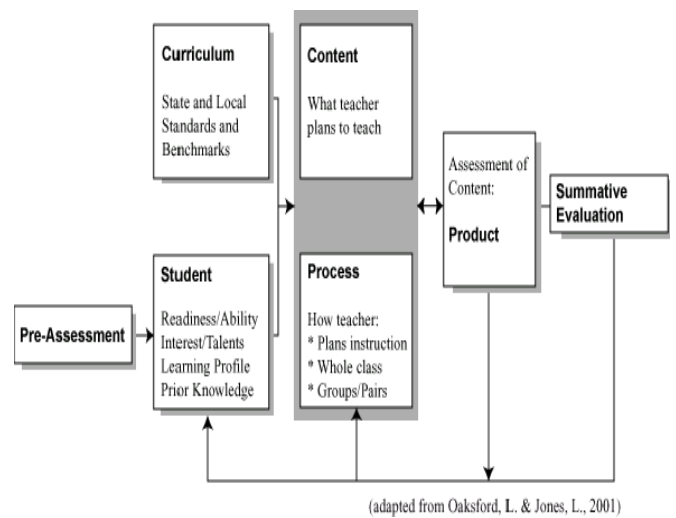 Curriculum
State and Local
Standards and
Benchmarks
Content
What teacher
plans to teach
Assessment of
Content:
Product
Summative
Evaluation
Pre-Assessment
Student
Readiness/Ability
Interest/Talents
Learning Profile
Prior Knowledge
Process
How teacher:
* Plans instruction
* Whole class
* Groups/Pairs
(adapted from Oaksford, L. & Jones, L., 2001)